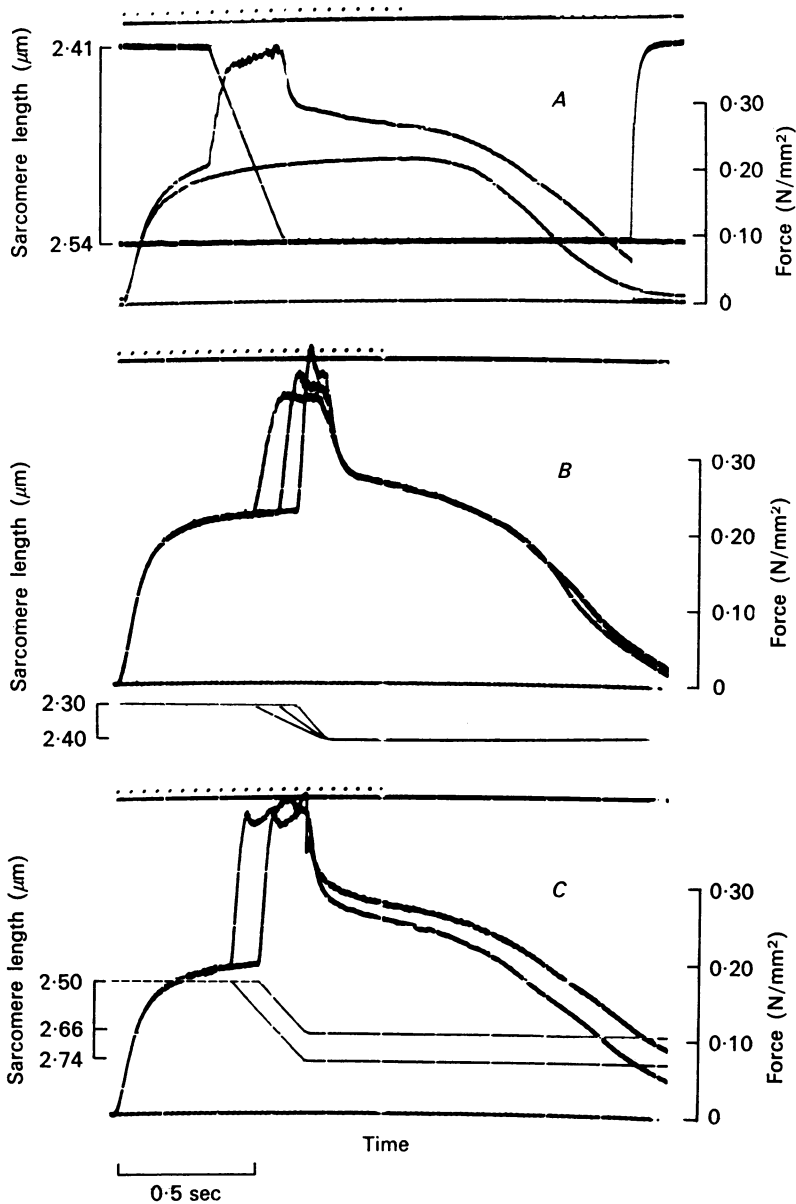 2·41
2·54
Sarcomere length (μm)
A
0·30
0·20
0·10
0
Force (N/mm²)
Sarcomere length (μm)
B
0·30
0·20
0·10
0
Force (N/mm²)
2·30
2·40
Sarcomere length (μm)
C
2·50
2·66
2·74
0·30
0·20
0·10
0
Force (N/mm²)
Time
0·5 sec